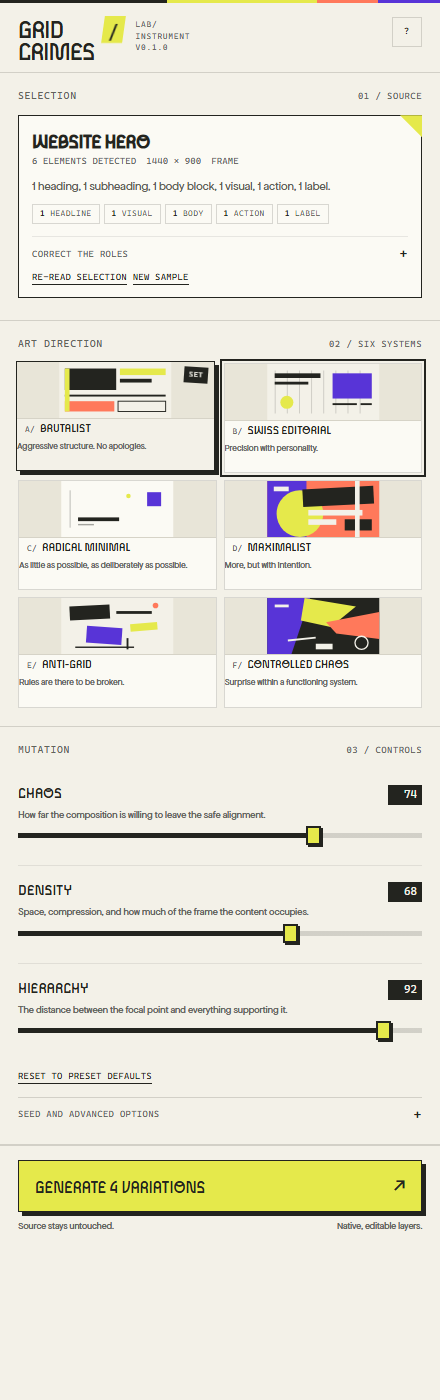 GRID
CRIMES
/
LAB/
INSTRUMENT
V0.1.0
?
SELECTION
01 / SOURCE
WEBSITE HERO
6 ELEMENTS DETECTED 1440 × 900 FRAME
1 heading, 1 subheading, 1 body block, 1 visual, 1 action, 1 label.
1 HEADLINE 1 VISUAL 1 BODY 1 ACTION 1 LABEL
CORRECT THE ROLES +
RE-READ SELECTION NEW SAMPLE
ART DIRECTION
02 / SIX SYSTEMS
SET
A/ BRUTALIST
Aggressive structure. No apologies.
B/ SWISS EDITORIAL
Precision with personality.
C/ RADICAL MINIMAL
As little as possible, as deliberately as possible.
D/ MAXIMALIST
More, but with intention.
E/ ANTI-GRID
Rules are there to be broken.
F/ CONTROLLED CHAOS
Surprise within a functioning system.
MUTATION
03 / CONTROLS
CHAOS
74
How far the composition is willing to leave the safe alignment.
DENSITY
68
Space, compression, and how much of the frame the content occupies.
HIERARCHY
92
The distance between the focal point and everything supporting it.
RESET TO PRESET DEFAULTS
SEED AND ADVANCED OPTIONS +
GENERATE 4 VARIATIONS
Source stays untouched.
Native, editable layers.